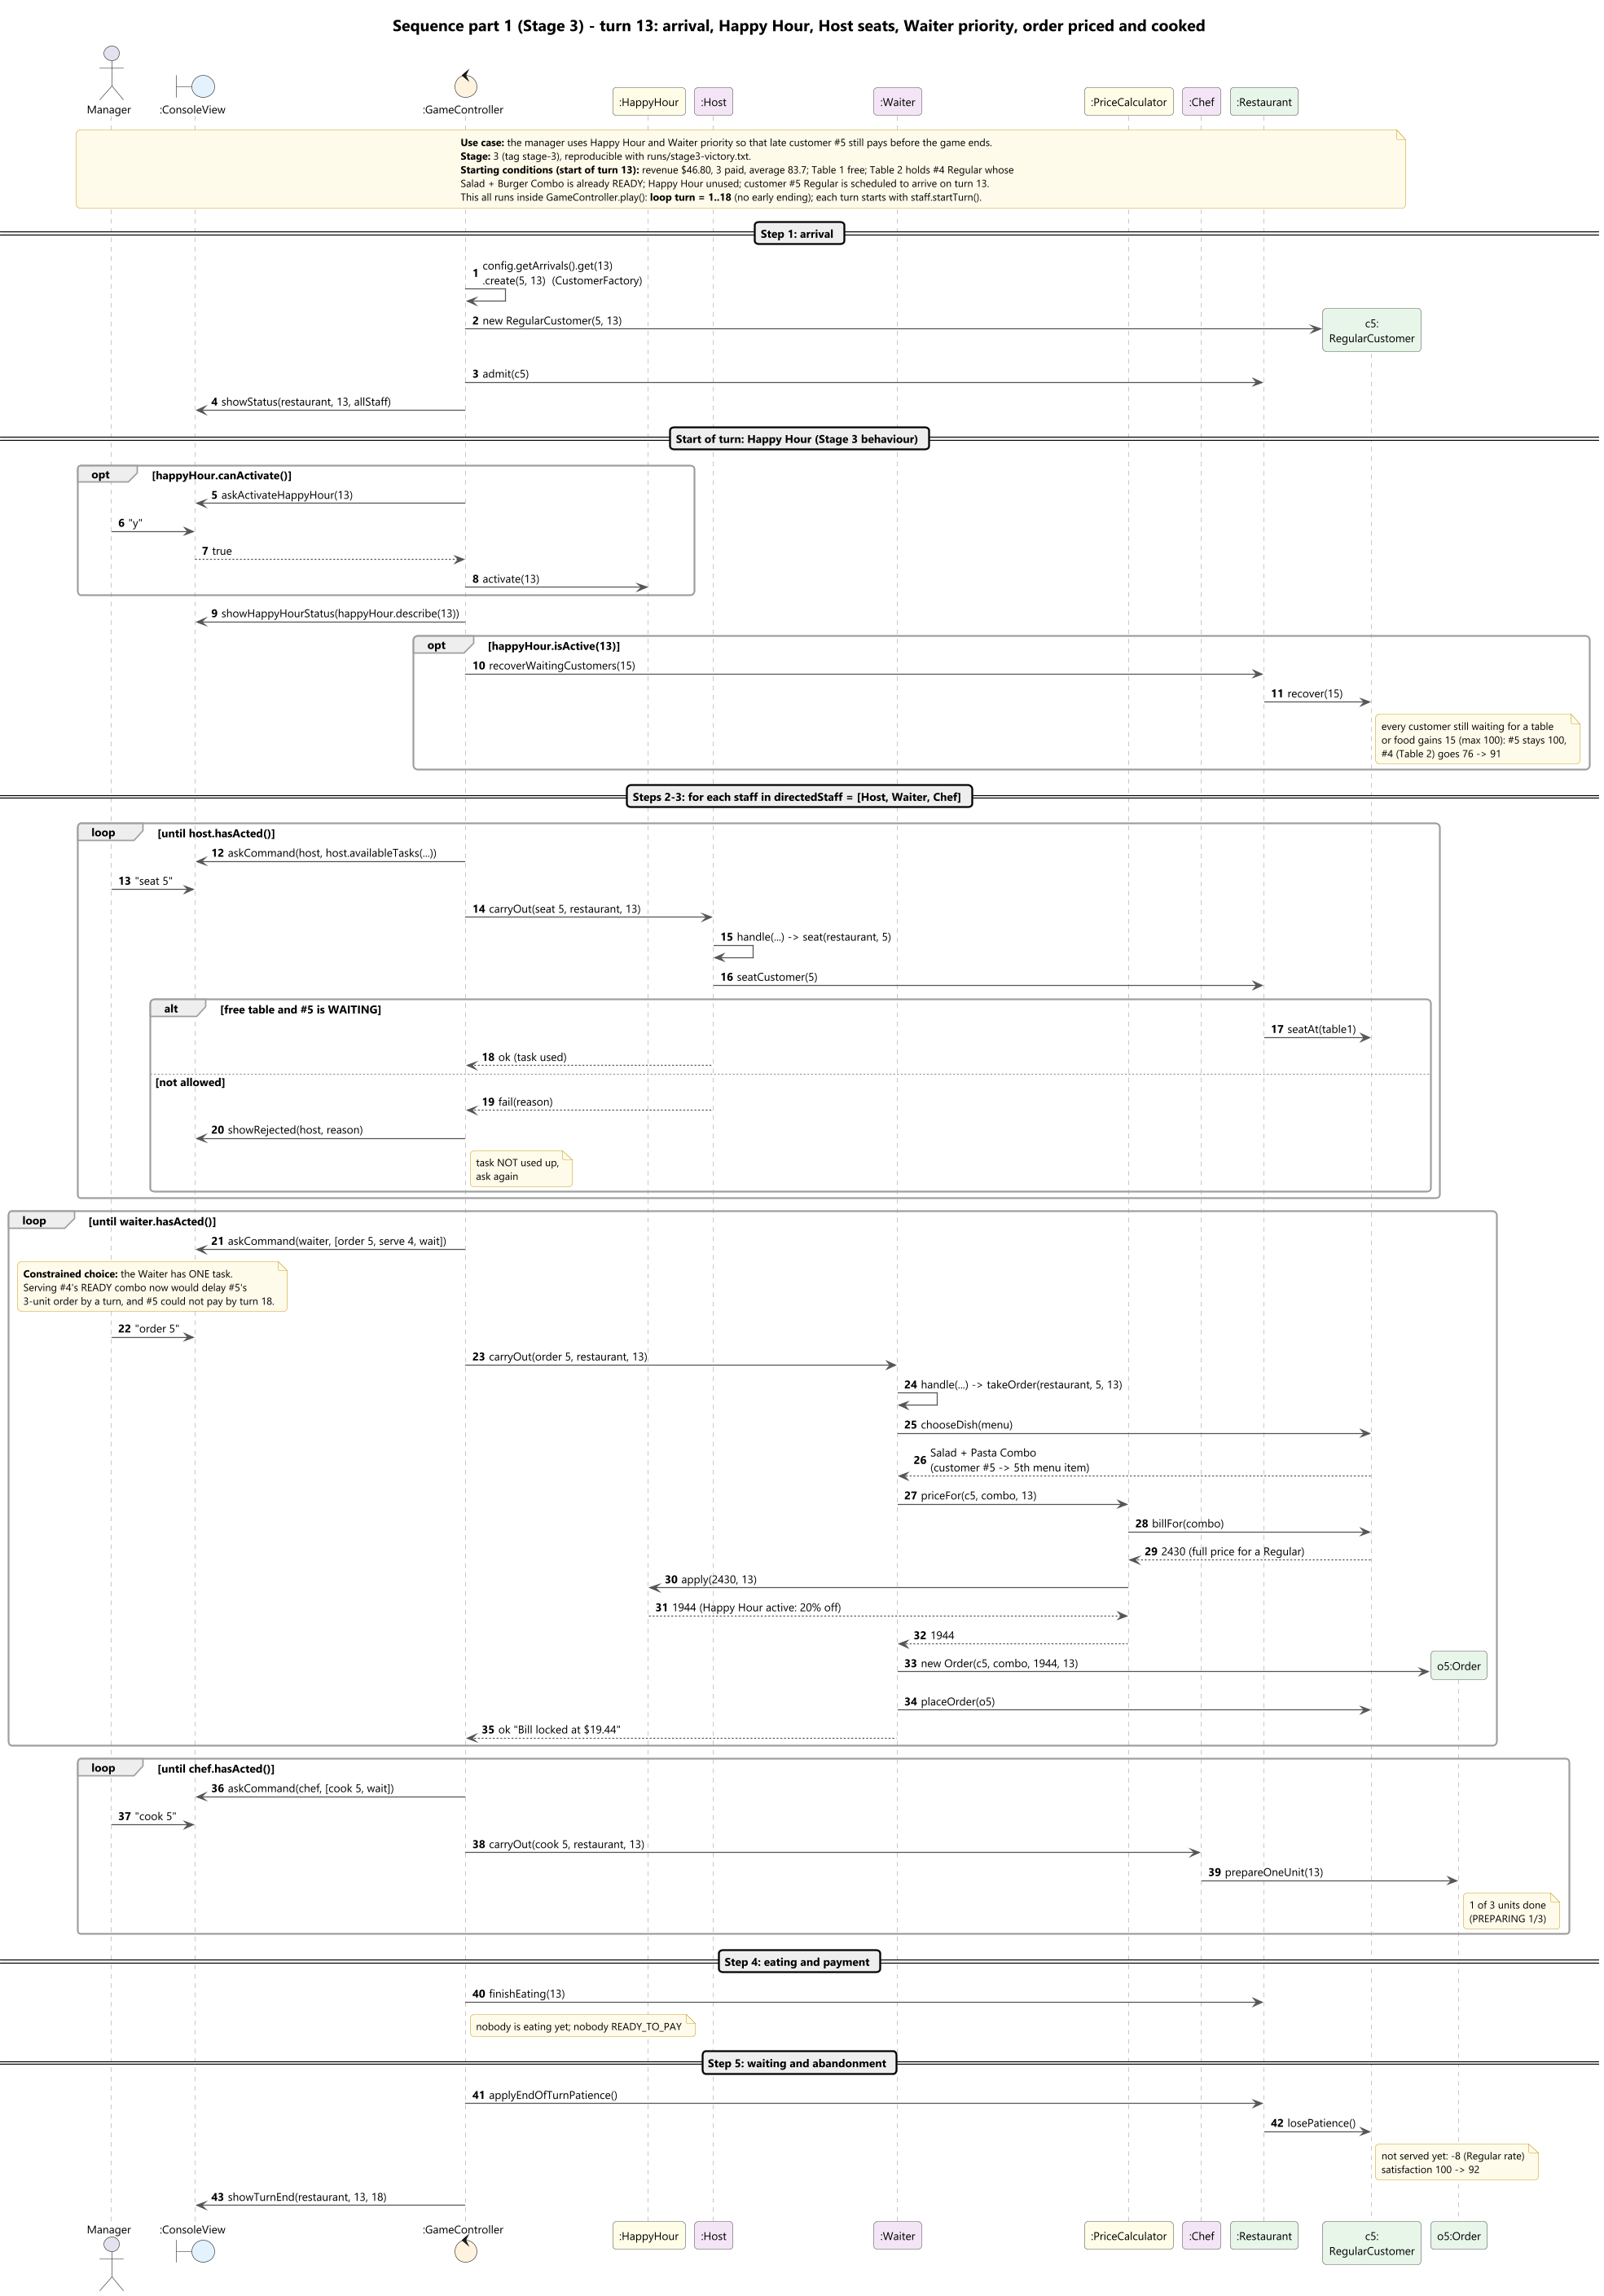 Sequence part 1 (Stage 3) - turn 13: arrival, Happy Hour, Host seats, Waiter priority, order priced and cooked
Manager
:ConsoleView
:GameController
:HappyHour
:Host
:Waiter
:PriceCalculator
:Chef
:Restaurant
Use case: the manager uses Happy Hour and Waiter priority so that late customer #5 still pays before the game ends.
Stage: 3 (tag stage-3), reproducible with runs/stage3-victory.txt.
Starting conditions (start of turn 13): revenue $46.80, 3 paid, average 83.7; Table 1 free; Table 2 holds #4 Regular whose
Salad + Burger Combo is already READY; Happy Hour unused; customer #5 Regular is scheduled to arrive on turn 13.
This all runs inside GameController.play(): loop turn = 1..18 (no early ending); each turn starts with staff.startTurn().
Step 1: arrival
1 config.getArrivals().get(13)
.create(5, 13) (CustomerFactory)
2 new RegularCustomer(5, 13)
c5:
RegularCustomer
3 admit(c5)
4 showStatus(restaurant, 13, allStaff)
Start of turn: Happy Hour (Stage 3 behaviour)
opt [happyHour.canActivate()]
5 askActivateHappyHour(13)
6 "y"
7 true
8 activate(13)
9 showHappyHourStatus(happyHour.describe(13))
opt [happyHour.isActive(13)]
10 recoverWaitingCustomers(15)
11 recover(15)
every customer still waiting for a table
or food gains 15 (max 100): #5 stays 100,
#4 (Table 2) goes 76 -> 91
Steps 2-3: for each staff in directedStaff = [Host, Waiter, Chef]
loop [until host.hasActed()]
12 askCommand(host, host.availableTasks(...))
13 "seat 5"
14 carryOut(seat 5, restaurant, 13)
15 handle(...) -> seat(restaurant, 5)
16 seatCustomer(5)
alt [free table and #5 is WAITING]
17 seatAt(table1)
18 ok (task used)
[not allowed]
19 fail(reason)
20 showRejected(host, reason)
task NOT used up,
ask again
loop [until waiter.hasActed()]
21 askCommand(waiter, [order 5, serve 4, wait])
Constrained choice: the Waiter has ONE task.
Serving #4's READY combo now would delay #5's
3-unit order by a turn, and #5 could not pay by turn 18.
22 "order 5"
23 carryOut(order 5, restaurant, 13)
24 handle(...) -> takeOrder(restaurant, 5, 13)
25 chooseDish(menu)
26 Salad + Pasta Combo
(customer #5 -> 5th menu item)
27 priceFor(c5, combo, 13)
28 billFor(combo)
29 2430 (full price for a Regular)
30 apply(2430, 13)
31 1944 (Happy Hour active: 20% off)
32 1944
33 new Order(c5, combo, 1944, 13)
o5:Order
34 placeOrder(o5)
35 ok "Bill locked at $19.44"
loop [until chef.hasActed()]
36 askCommand(chef, [cook 5, wait])
37 "cook 5"
38 carryOut(cook 5, restaurant, 13)
39 prepareOneUnit(13)
1 of 3 units done
(PREPARING 1/3)
Step 4: eating and payment
40 finishEating(13)
nobody is eating yet; nobody READY_TO_PAY
Step 5: waiting and abandonment
41 applyEndOfTurnPatience()
42 losePatience()
not served yet: -8 (Regular rate)
satisfaction 100 -> 92
43 showTurnEnd(restaurant, 13, 18)
Manager
:ConsoleView
:GameController
:HappyHour
:Host
:Waiter
:PriceCalculator
:Chef
:Restaurant
c5:
RegularCustomer
o5:Order